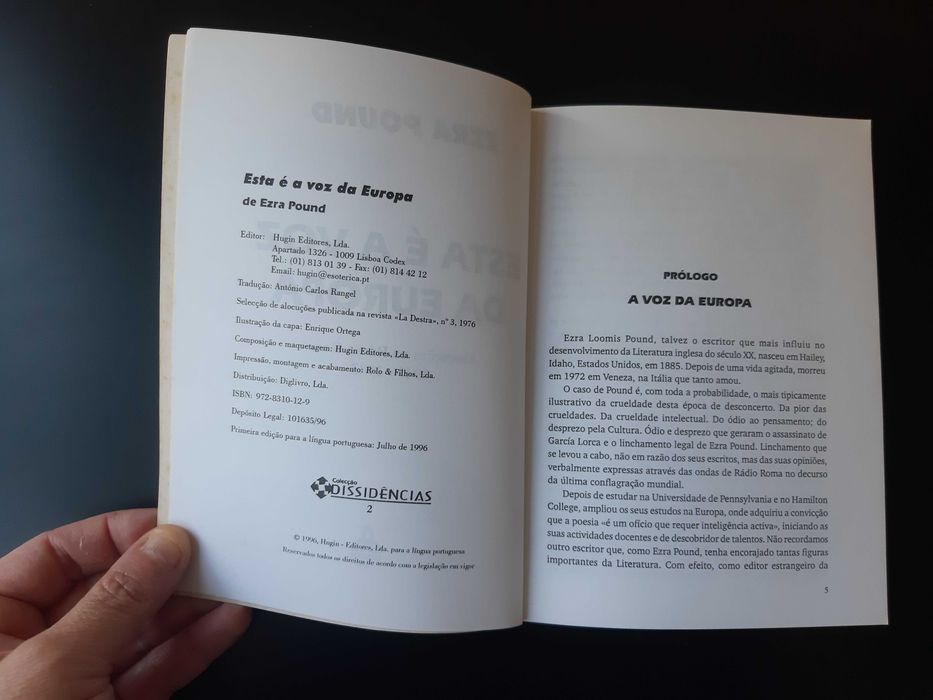 Esta é a voz da Europa
de Ezra Pound
Editor: Hugin Editores, Lda.
Apartado 1326 - 1009 Lisboa Codex
Tel.: (01) 813 01 39 - Fax: (01) 814 42 12
Email: hugin@esoterica.pt
Tradução: António Carlos Rangel
Selecção de alocuções publicada na revista «La Destra», nº 3, 1976
Ilustração da capa: Enrique Ortega
Composição e maquetagem: Hugin Editores, Lda.
Impressão, montagem e acabamento: Rolo & Filhos, Lda.
Distribuição: Diglivro, Lda.
ISBN: 972-8310-12-9
Depósito Legal: 101635/96
Primeira edição para a língua portuguesa: Julho de 1996
Colecção
DISSIDÊNCIAS
2
© 1996, Hugin - Editores, Lda. para a língua portuguesa
Reservados todos os direitos de acordo com a legislação em vigor
EZRA POUND
ESTA É A VOZ
DA EUROPA
PRÓLOGO
A VOZ DA EUROPA
Ezra Loomis Pound, talvez o escritor que mais influiu no
desenvolvimento da Literatura inglesa do século XX, nasceu em Hailey,
Idaho, Estados Unidos, em 1885. Depois de uma vida agitada, morreu
em 1972 em Veneza, na Itália que tanto amou.
O caso de Pound é, com toda a probabilidade, o mais tipicamente
ilustrativo da crueldade desta época de desconcerto. Da pior das
crueldades. Da crueldade intelectual. Do ódio ao pensamento; do
desprezo pela Cultura. Ódio e desprezo que geraram o assassinato de
García Lorca e o linchamento legal de Ezra Pound. Linchamento que
se levou a cabo, não em razão dos seus escritos, mas das suas opiniões,
verbalmente expressas através das ondas de Rádio Roma no decurso
da última conflagração mundial.
Depois de estudar na Universidade de Pennsylvania e no Hamilton
College, ampliou os seus estudos na Europa, onde adquiriu a convicção
que a poesia «é um ofício que requer inteligência activa», iniciando as
suas actividades docentes e de descobridor de talentos. Não recordamos
outro escritor que, como Ezra Pound, tenha encorajado tantas figuras
importantes da Literatura. Com efeito, como editor estrangeiro da
5